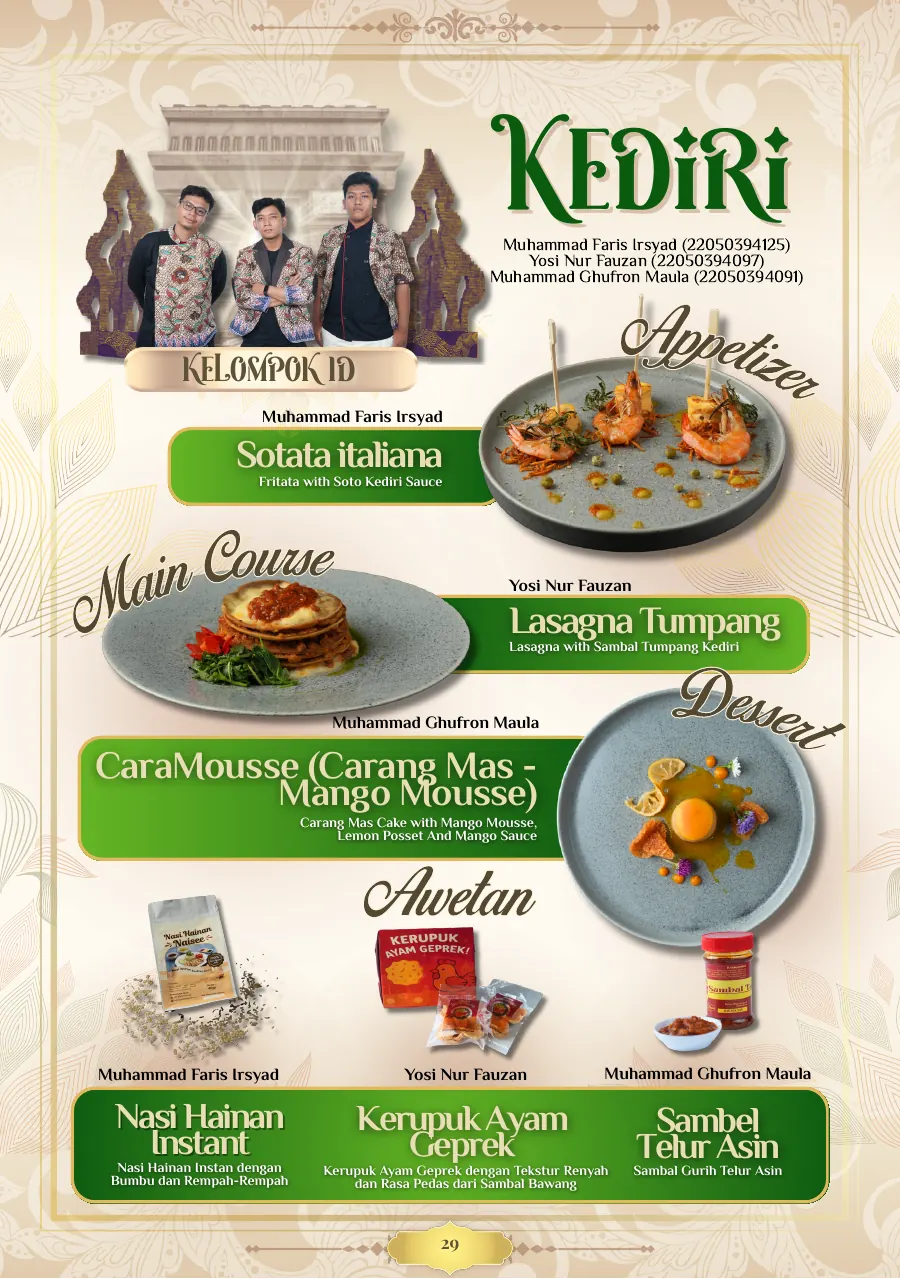 KEDIRI
Muhammad Faris Irsyad (22050394125)
Yosi Nur Fauzan (22050394097)
Muhammad Ghufron Maula (22050394091)
KELOMPOK 1D
Appetizer
Muhammad Faris Irsyad
Sotata italiana
Fritata with Soto Kediri Sauce
Main Course
Yosi Nur Fauzan
Lasagna Tumpang
Lasagna with Sambal Tumpang Kediri
Dessert
Muhammad Ghufron Maula
CaraMousse (Carang Mas -
Mango Mousse)
Carang Mas Cake with Mango Mousse,
Lemon Posset And Mango Sauce
Awetan
Nasi Hainan
Naisee
KERUPUK
AYAM GEPREK!
Sambal
Muhammad Faris Irsyad
Yosi Nur Fauzan
Muhammad Ghufron Maula
Nasi Hainan
Instant
Nasi Hainan Instan dengan
Bumbu dan Rempah-Rempah
Kerupuk Ayam
Geprek
Kerupuk Ayam Geprek dengan Tekstur Renyah
dan Rasa Pedas dari Sambal Bawang
Sambel
Telur Asin
Sambal Gurih Telur Asin
29